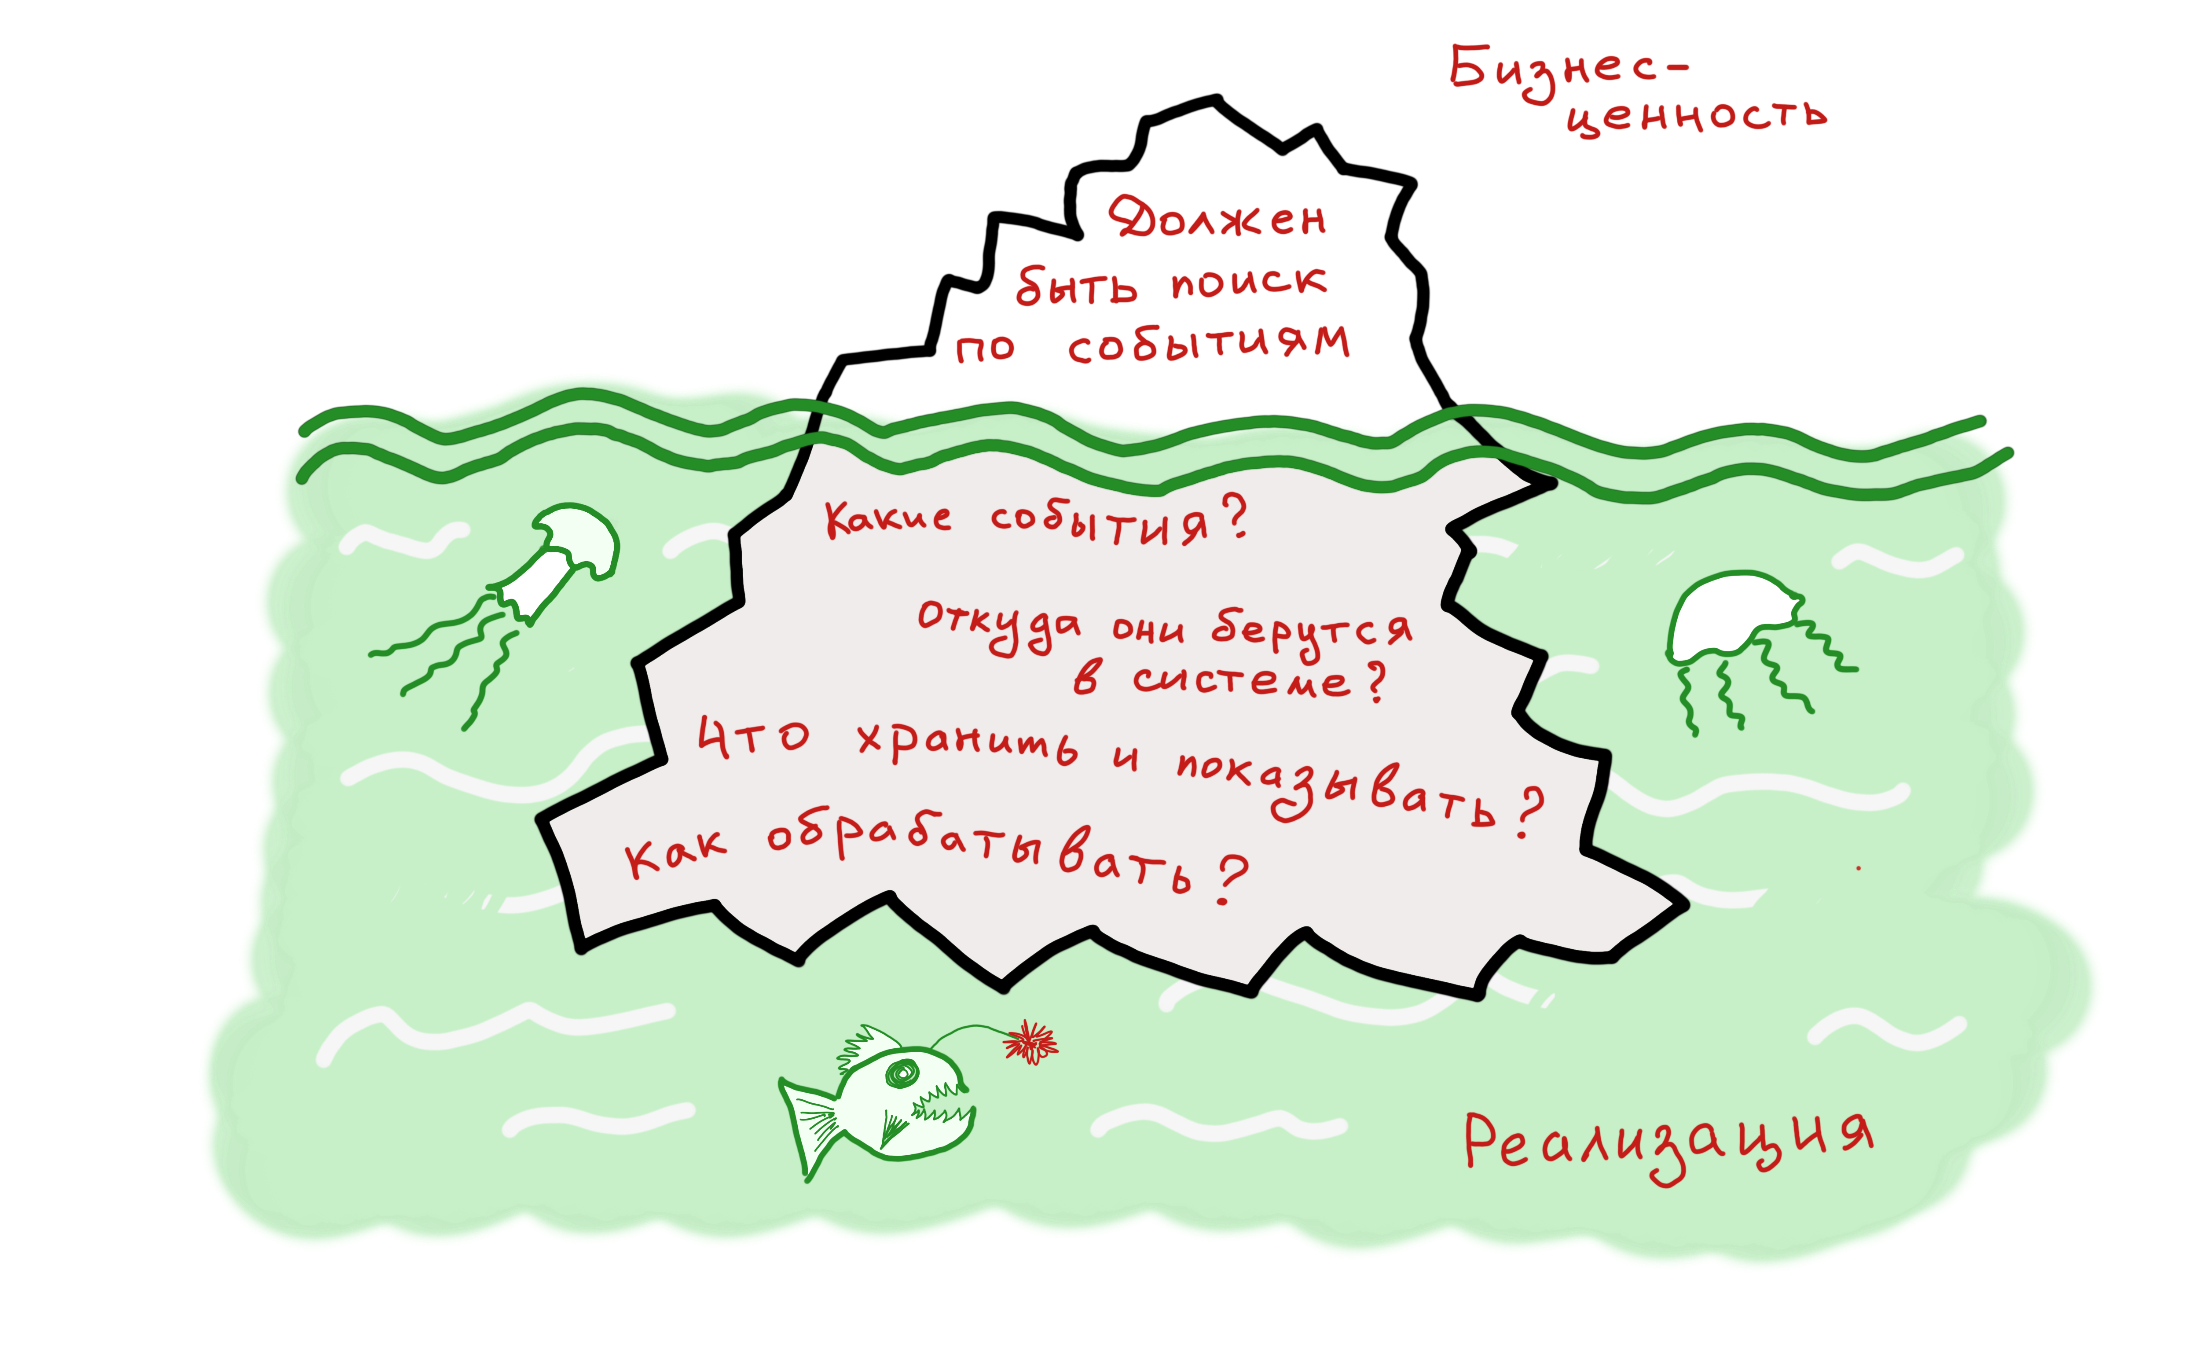 Бизнес-
ценность
Должен
быть поиск
по событиям
Какие события?
Откуда они берутся
в системе?
Что хранить и показывать?
Как обрабатывать?
Реализация